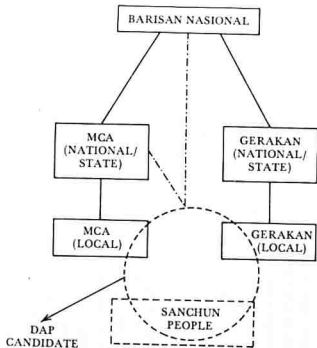 BARISAN NASIONAL
MCA
(NATIONAL/
STATE)
GERAKAN
(NATIONAL/
STATE)
MCA
(LOCAL)
GERAKAN
(LOCAL)
SANCHUN
PEOPLE
DAP
CANDIDATE